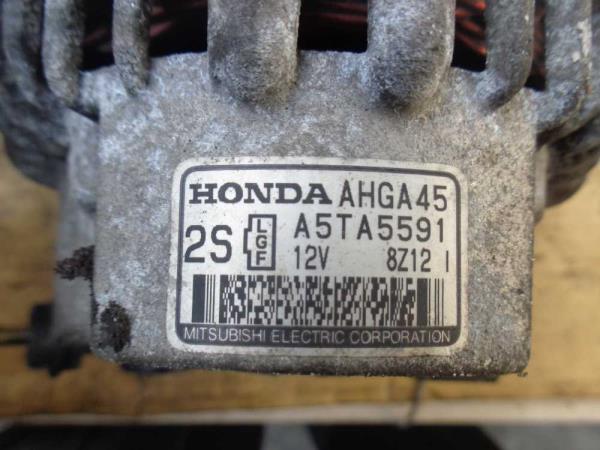 HONDA AHGA45
2S LGF A5TA5591
12V 8Z12 I
MITSUBISHI ELECTRIC CORPORATION